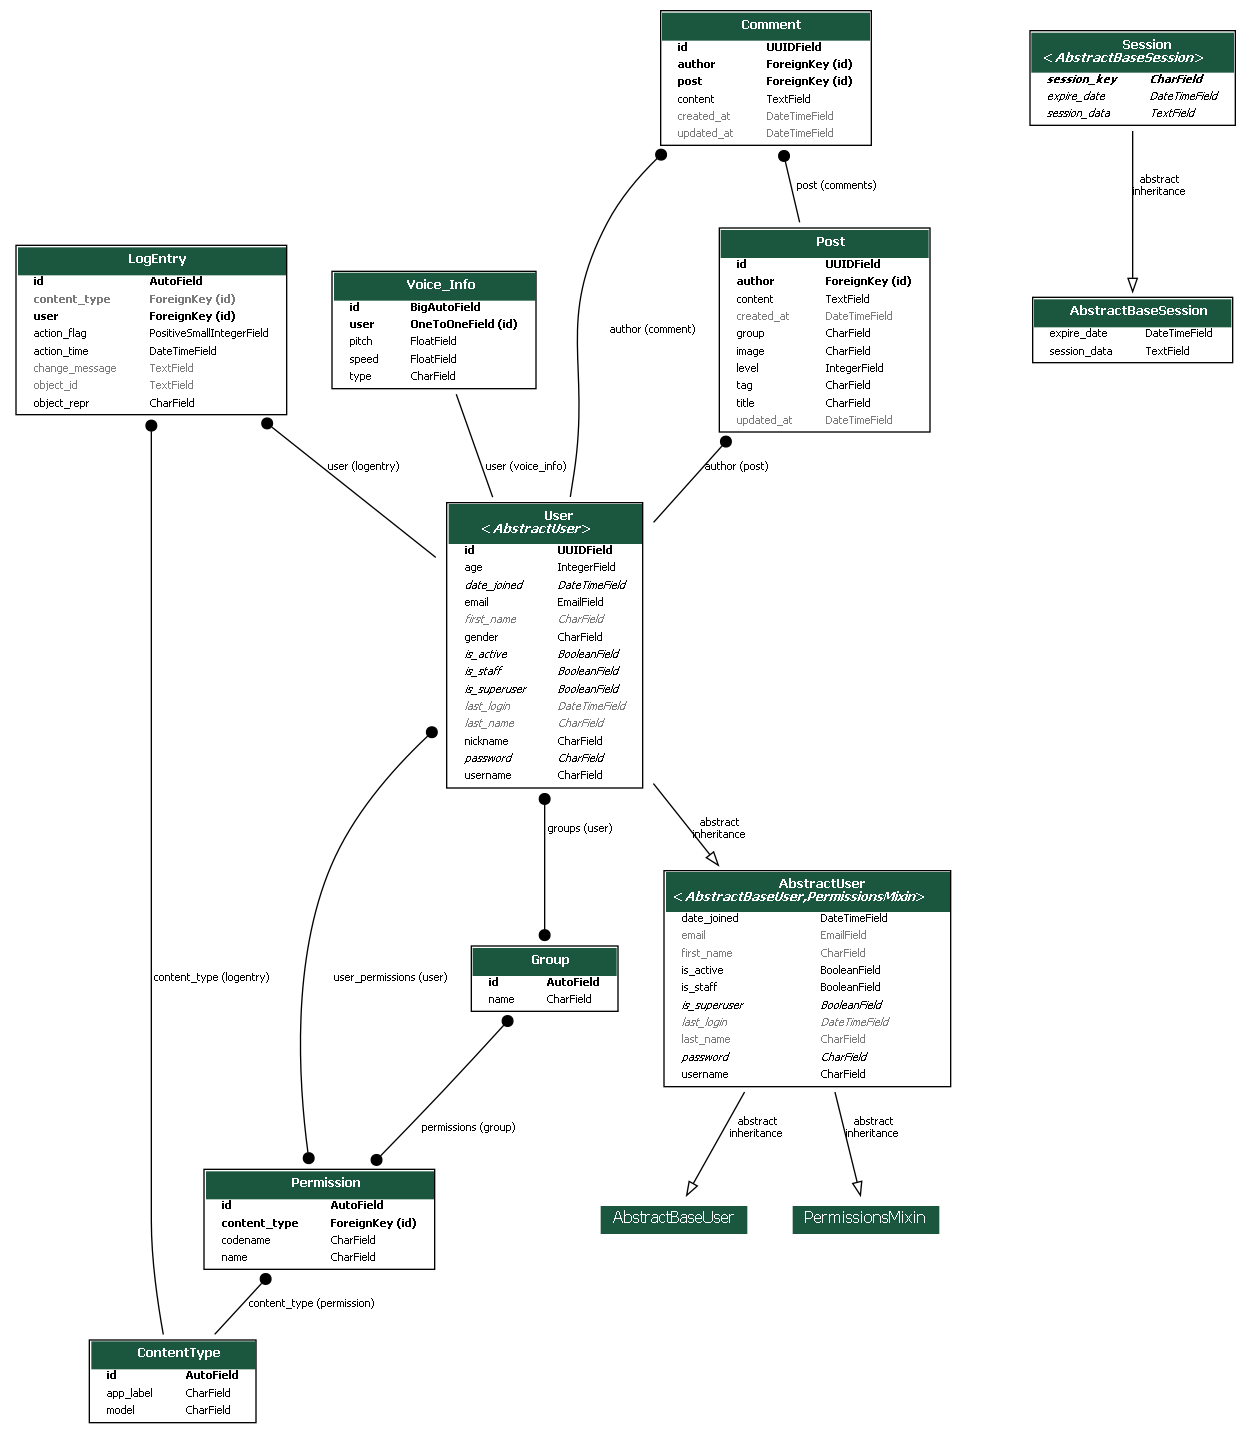 Comment
id UUIDField
author ForeignKey (id)
post ForeignKey (id)
content TextField
created_at DateTimeField
updated_at DateTimeField
Session
<AbstractBaseSession>
session_key CharField
expire_date DateTimeField
session_data TextField
post (comments)
abstract
inheritance
Post
id UUIDField
author ForeignKey (id)
content TextField
created_at DateTimeField
group CharField
image CharField
level IntegerField
tag CharField
title CharField
updated_at DateTimeField
LogEntry
id AutoField
content_type ForeignKey (id)
user ForeignKey (id)
action_flag PositiveSmallIntegerField
action_time DateTimeField
change_message TextField
object_id TextField
object_repr CharField
Voice_Info
id BigAutoField
user OneToOneField (id)
pitch FloatField
speed FloatField
type CharField
author (comment)
AbstractBaseSession
expire_date DateTimeField
session_data TextField
user (logentry)
user (voice_info)
author (post)
User
<AbstractUser>
id UUIDField
age IntegerField
date_joined DateTimeField
email EmailField
first_name CharField
gender CharField
is_active BooleanField
is_staff BooleanField
is_superuser BooleanField
last_login DateTimeField
last_name CharField
nickname CharField
password CharField
username CharField
groups (user)
abstract
inheritance
AbstractUser
<AbstractBaseUser,PermissionsMixin>
date_joined DateTimeField
email EmailField
first_name CharField
is_active BooleanField
is_staff BooleanField
is_superuser BooleanField
last_login DateTimeField
last_name CharField
password CharField
username CharField
content_type (logentry)
user_permissions (user)
Group
id AutoField
name CharField
permissions (group)
abstract
inheritance
abstract
inheritance
Permission
id AutoField
content_type ForeignKey (id)
codename CharField
name CharField
AbstractBaseUser
PermissionsMixin
content_type (permission)
ContentType
id AutoField
app_label CharField
model CharField